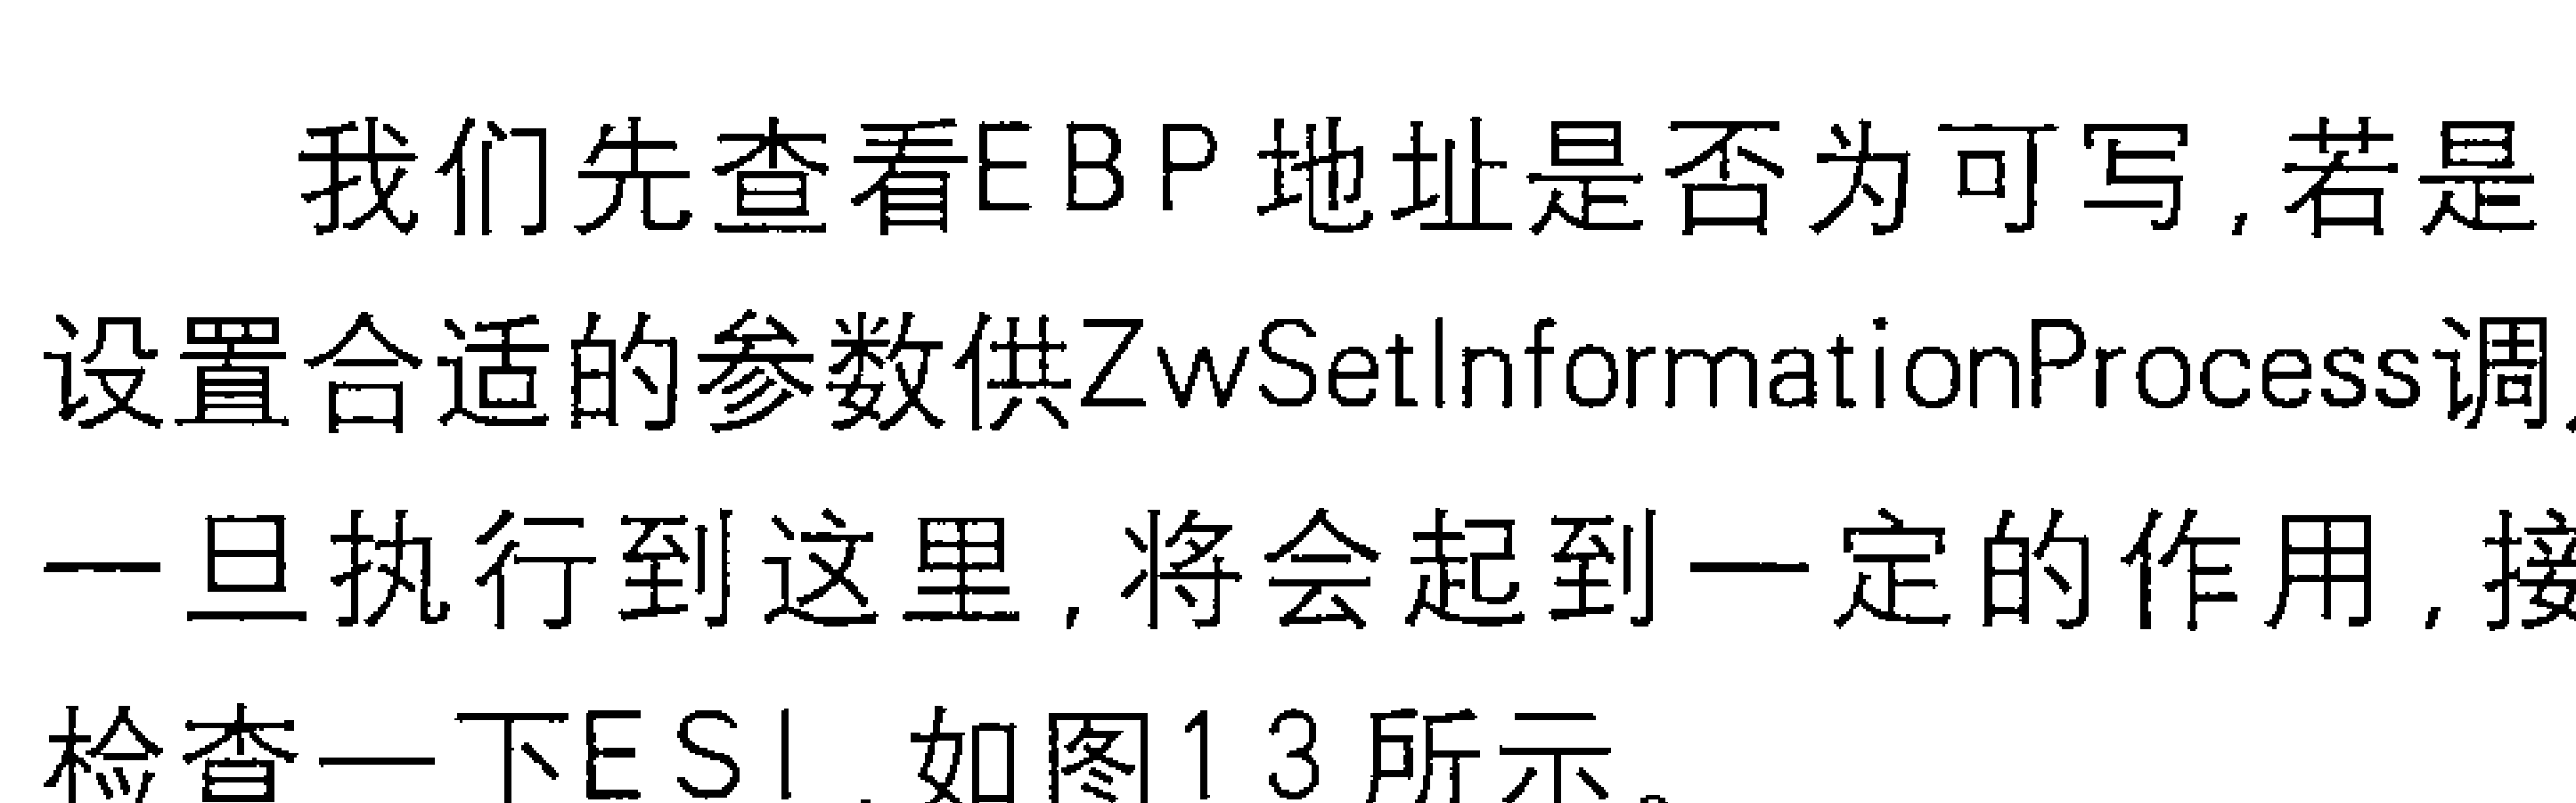 我们先查看EBP地址是否为可写,若是
设置合适的参数供ZwSetInformationProcess调
一旦执行到这里,将会起到一定的作用,接
检查一下ESI,如图13所示。